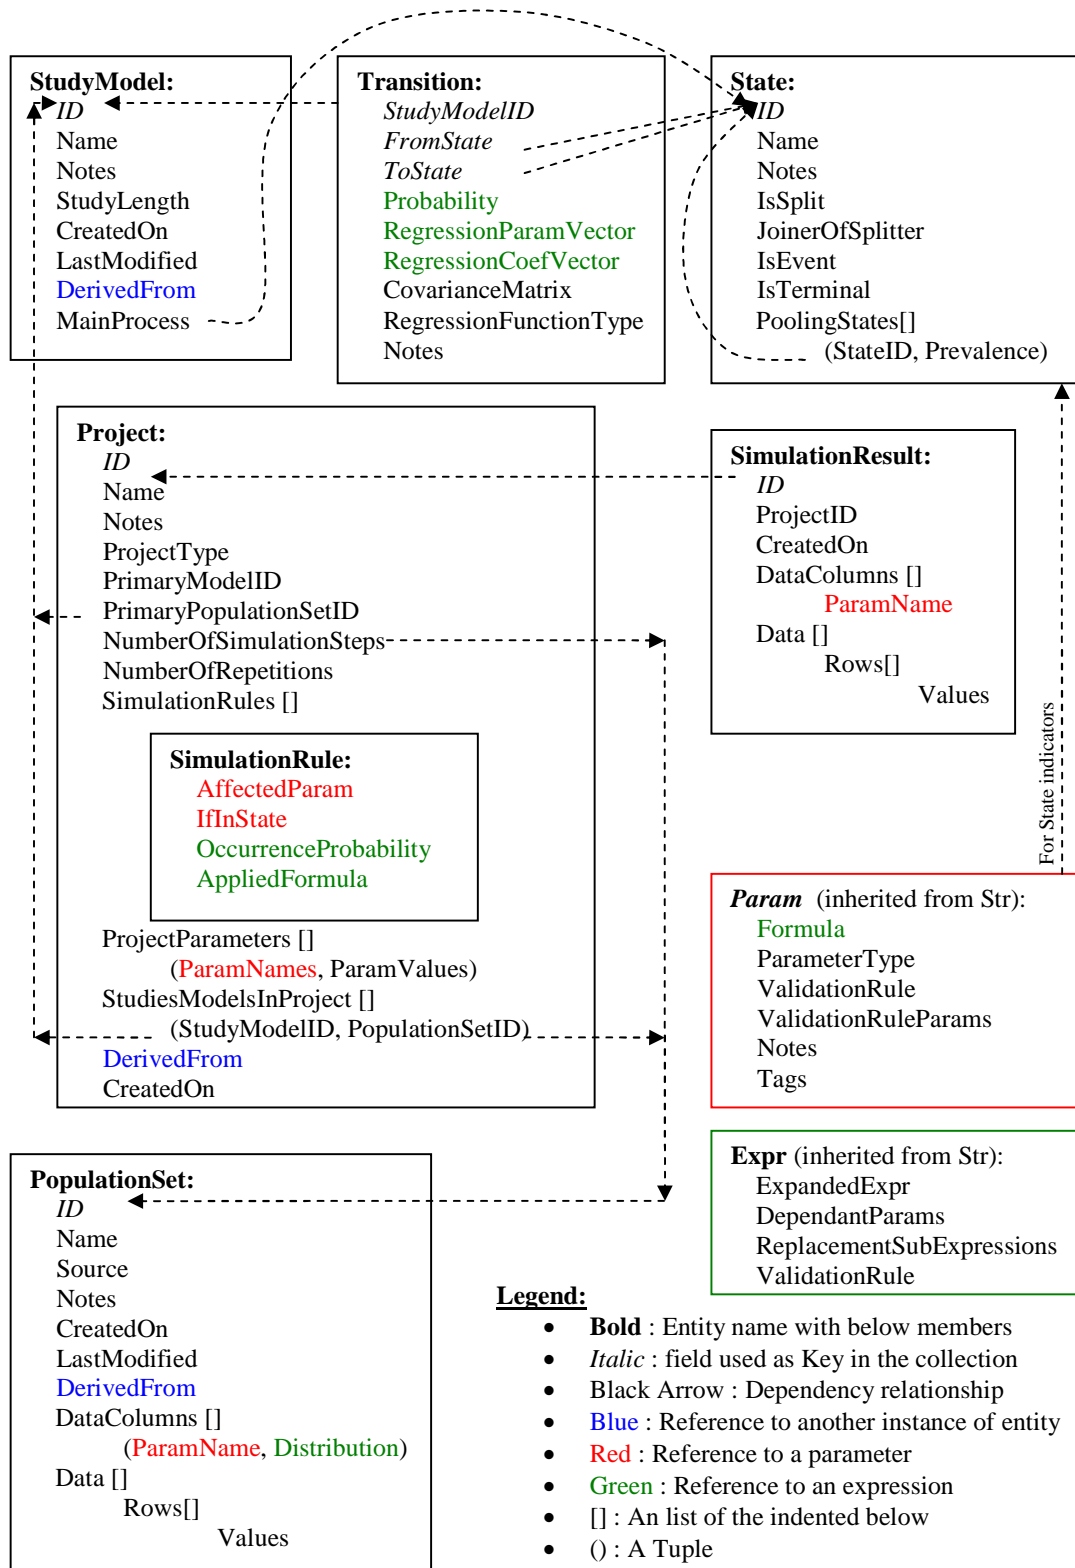 StudyModel:
ID
Name
Notes
StudyLength
CreatedOn
LastModified
DerivedFrom
MainProcess
Transition:
StudyModelID
FromState
ToState
Probability
RegressionParamVector
RegressionCoefVector
CovarianceMatrix
RegressionFunctionType
Notes
State:
ID
Name
Notes
IsSplit
JoinerOfSplitter
IsEvent
IsTerminal
PoolingStates[]
(StateID, Prevalence)
Project:
ID
Name
Notes
ProjectType
PrimaryModelID
PrimaryPopulationSetID
NumberOfSimulationSteps
NumberOfRepetitions
SimulationRules []
SimulationRule:
AffectedParam
IfInState
OccurrenceProbability
AppliedFormula
ProjectParameters []
(ParamNames, ParamValues)
StudiesModelsInProject []
(StudyModelID, PopulationSetID)
DerivedFrom
CreatedOn
SimulationResult:
ID
ProjectID
CreatedOn
DataColumns []
ParamName
Data []
Rows[]
Values
For State indicators
Param (inherited from Str):
Formula
ParameterType
ValidationRule
ValidationRuleParams
Notes
Tags
Expr (inherited from Str):
ExpandedExpr
DependantParams
ReplacementSubExpressions
ValidationRule
PopulationSet:
ID
Name
Source
Notes
CreatedOn
LastModified
DerivedFrom
DataColumns []
(ParamName, Distribution)
Data []
Rows[]
Values
Legend:
• Bold : Entity name with below members
• Italic : field used as Key in the collection
• Black Arrow : Dependency relationship
• Blue : Reference to another instance of entity
• Red : Reference to a parameter
• Green : Reference to an expression
• [] : An list of the indented below
• () : A Tuple